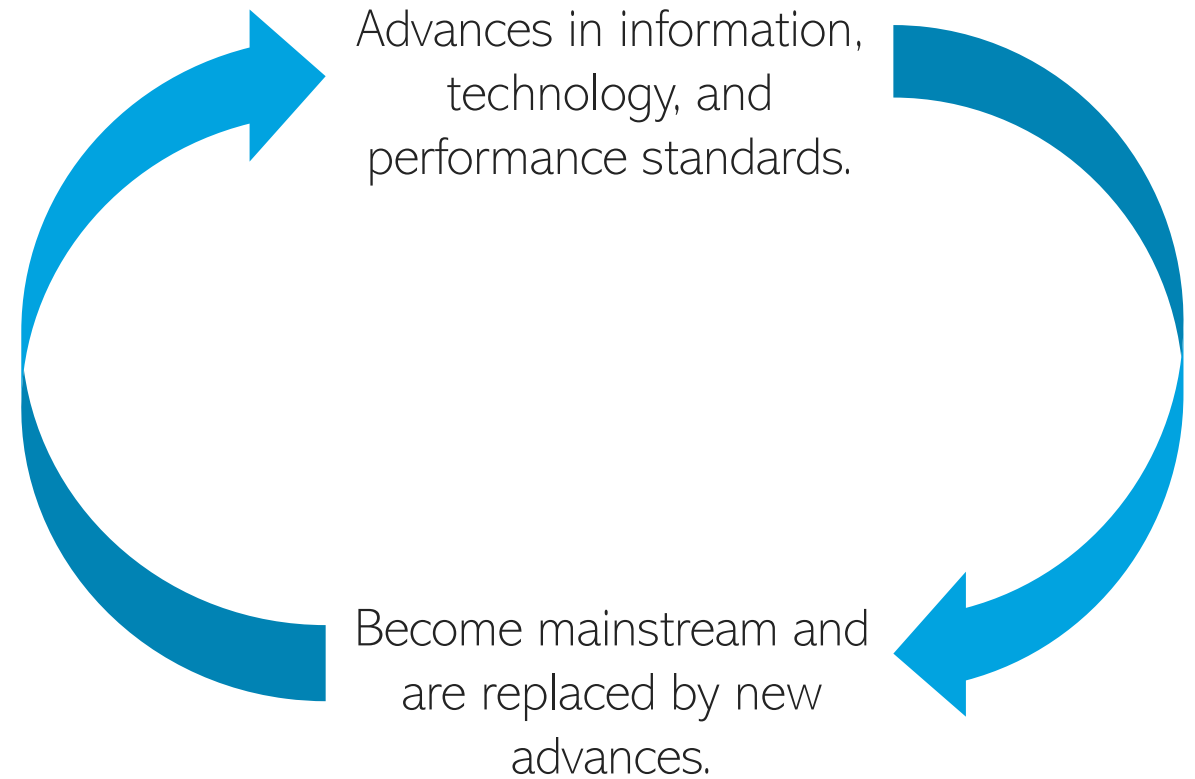 Advances in information,
technology, and
performance standards.
Become mainstream and
are replaced by new
advances.